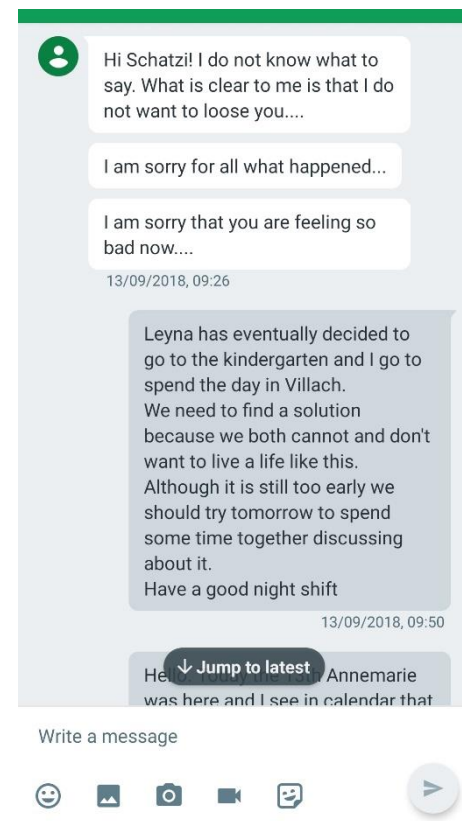 Hi Schatzi! I do not know what to
say. What is clear to me is that I do
not want to loose you....
I am sorry for all what happened...
I am sorry that you are feeling so
bad now....
13/09/2018, 09:26
Leyna has eventually decided to
go to the kindergarten and I go to
spend the day in Villach.
We need to find a solution
because we both cannot and don't
want to live a life like this.
Although it is still too early we
should try tomorrow to spend
some time together discussing
about it.
Have a good night shift
13/09/2018, 09:50
Jump to latest
Annemarie
was here and I see in calendar that
Write a message